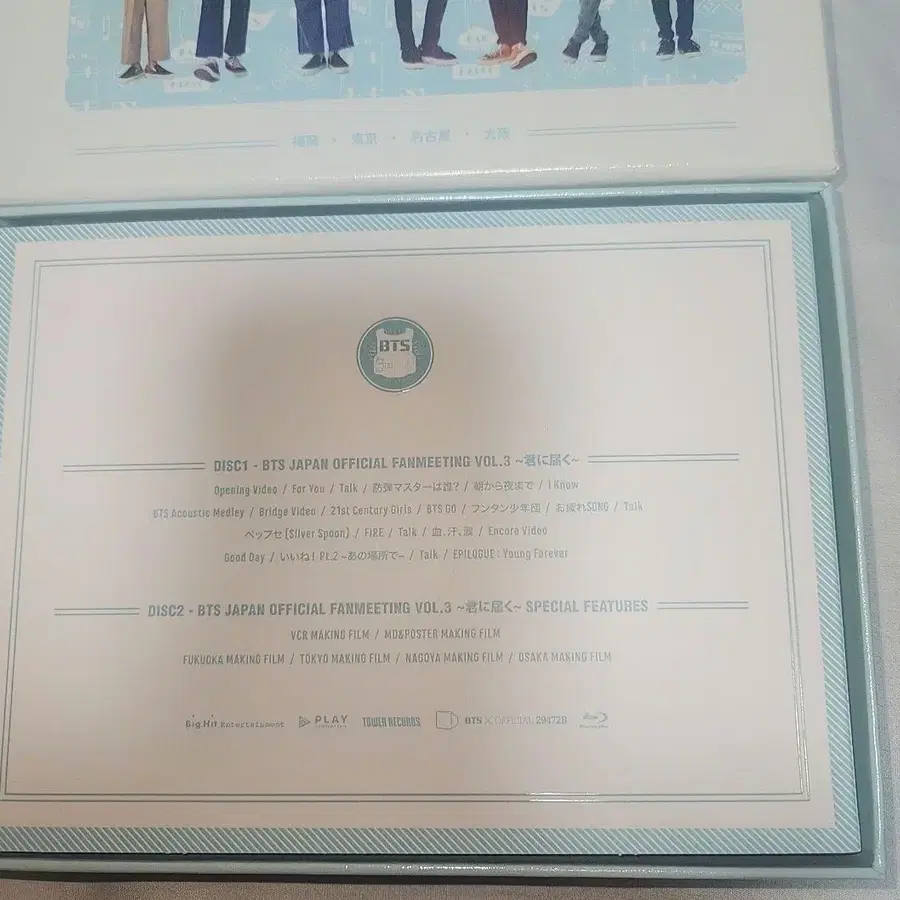 福岡 · 東京 · 名古屋 · 大阪
BTS
DISC1 - BTS JAPAN OFFICIAL FANMEETING VOL.3 ~君に届く~
Opening Video / For You / Talk / 防弾マスターは誰? / 朝から夜まで / I Know
BTS Acoustic Medley / Bridge Video / 21st Century Girls / BTS GO / フンタン少年団 / お疲れSONG / Talk
ペップセ [Silver Spoon] / FIRE / Talk / 血、汗、涙 / Encore Video
Good Day / いいね! Pt.2 ~あの場所で~ / Talk / EPILOGUE : Young Forever
DISC2 - BTS JAPAN OFFICIAL FANMEETING VOL.3 ~君に届く~ SPECIAL FEATURES
VCR MAKING FILM / MD&POSTER MAKING FILM
FUKUOKA MAKING FILM / TOKYO MAKING FILM / NAGOYA MAKING FILM / OSAKA MAKING FILM
Big Hit Entertainment PLAY TOWER RECORDS BTS X OFFICIAL 29472B